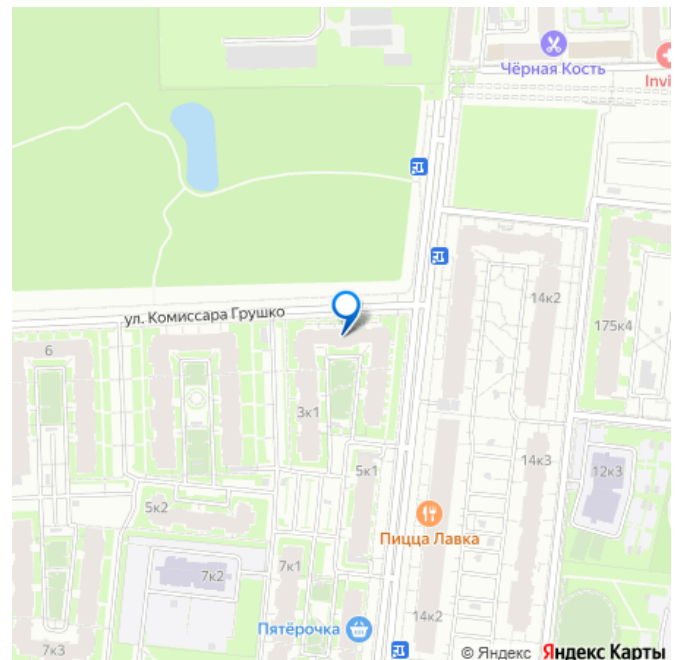 Чёрная Кость
Invi
ул. Комиссара Грушко
14к2
175к4
6
3к1
5к1
14к3
12к3
5к2
Пицца Лавка
7к1
7к2
14к2
Пятёрочка
7к3
© Яндекс Яндекс Карты